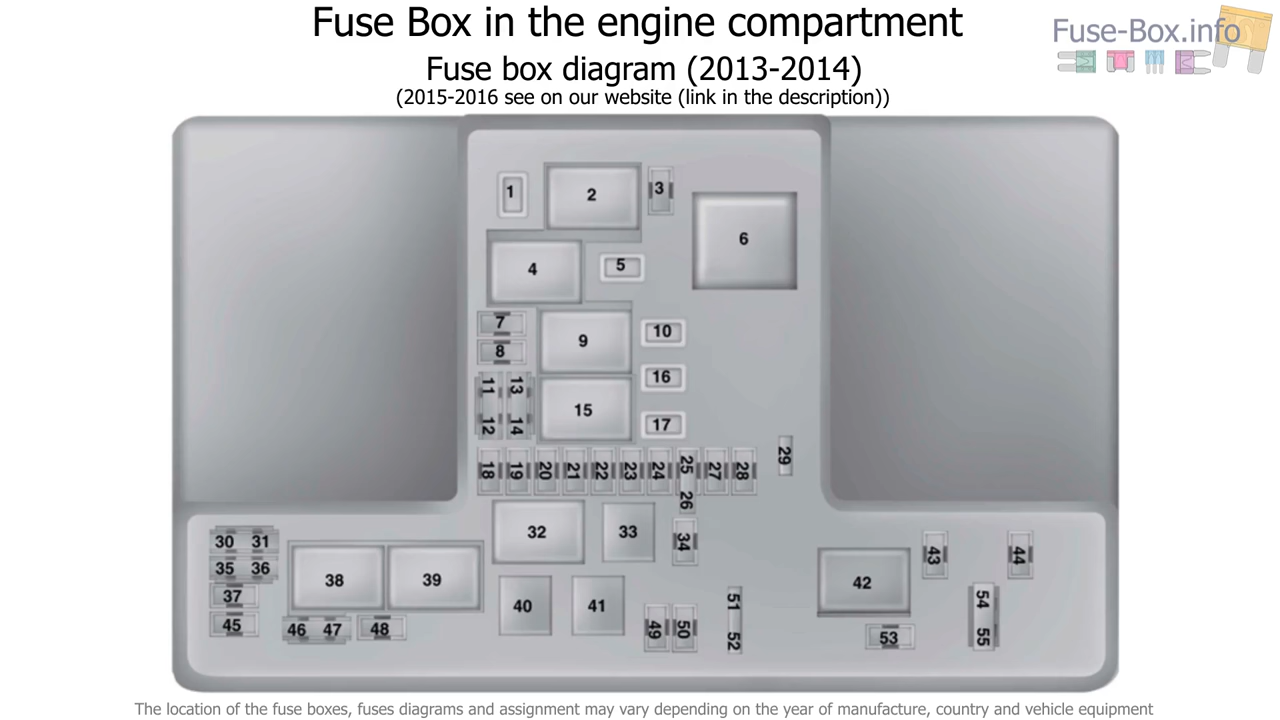 Fuse Box in the engine compartment
Fuse-Box.info
Fuse box diagram (2013-2014)
(2015-2016 see on our website (link in the description))
1 2 3
6
4 5
7
8
9 10
11 13
12 14
15 16
17
18 19 20 21 22 23 24 25 27 28 29
26
30 31
35 36
37
45
38 39
46 47 48
32 33 34
40 41
49 50
51
52
42
43 44
53
54
55
The location of the fuse boxes, fuses diagrams and assignment may vary depending on the year of manufacture, country and vehicle equipment